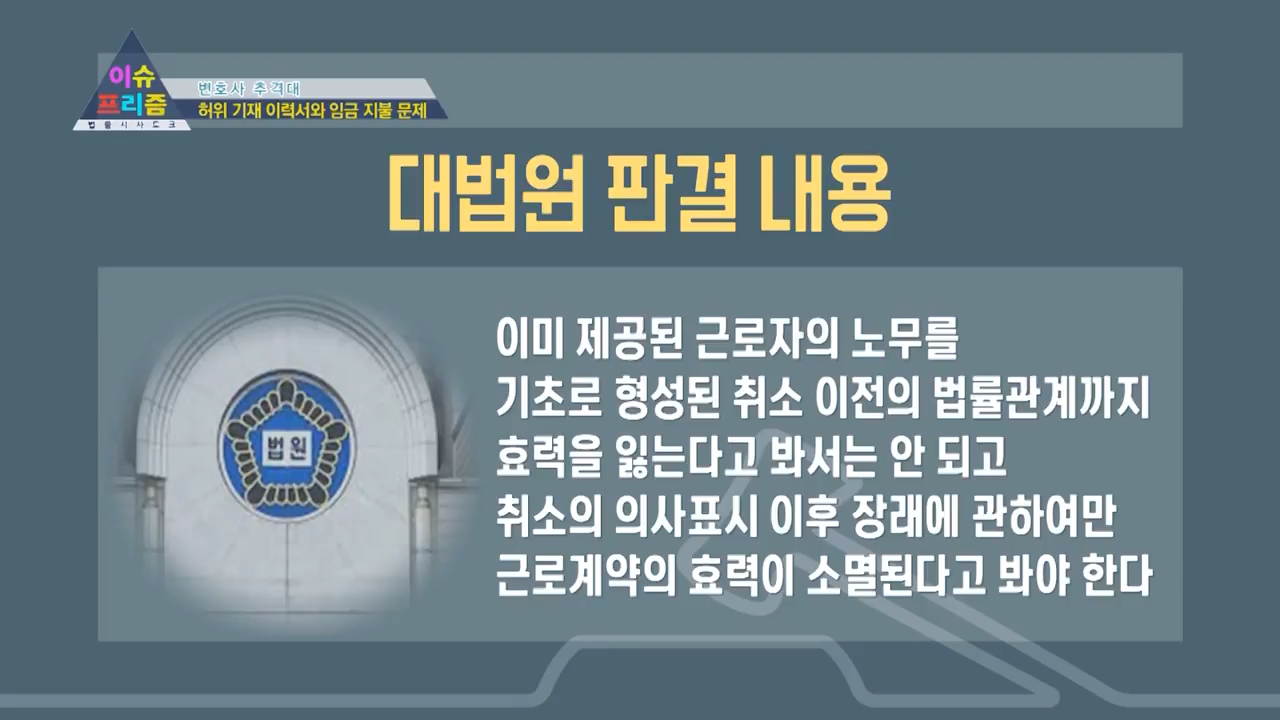 이슈
프리즘
법률시사토크
변호사 추격대
허위 기재 이력서와 임금 지불 문제
대법원 판결 내용
법원
이미 제공된 근로자의 노무를
기초로 형성된 취소 이전의 법률관계까지
효력을 잃는다고 봐서는 안 되고
취소의 의사표시 이후 장래에 관하여만
근로계약의 효력이 소멸된다고 봐야 한다